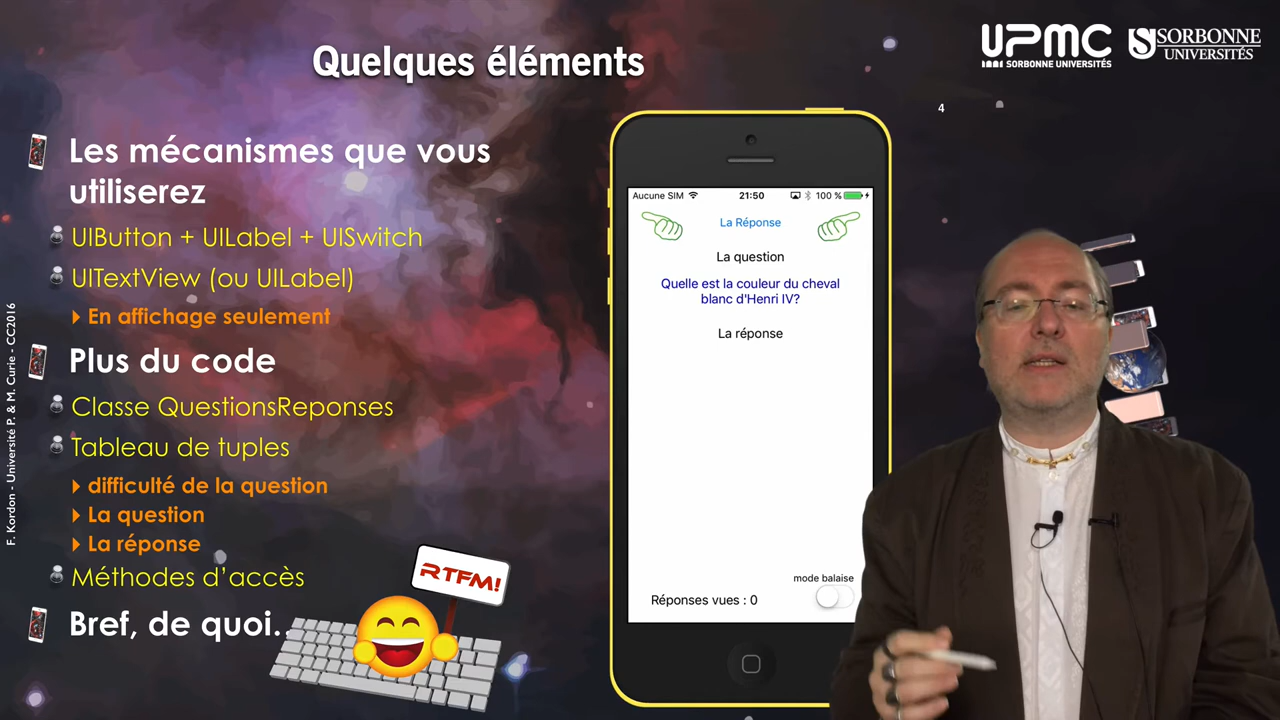 Quelques éléments
UPMC
SORBONNE UNIVERSITÉS
SORBONNE
UNIVERSITÉS
4
Les mécanismes que vous
utiliserez
UIButton + UILabel + UISwitch
UITextView (ou UILabel)
En affichage seulement
Plus du code
Classe QuestionsReponses
Tableau de tuples
difficulté de la question
La question
La réponse
Méthodes d'accès
Bref, de quoi..
RTFM!
F. Kordon - Université P. & M. Curie - CC2016
Aucune SIM 21:50 100 %
La Réponse
La question
Quelle est la couleur du cheval
blanc d'Henri IV?
La réponse
mode balaise
Réponses vues : 0